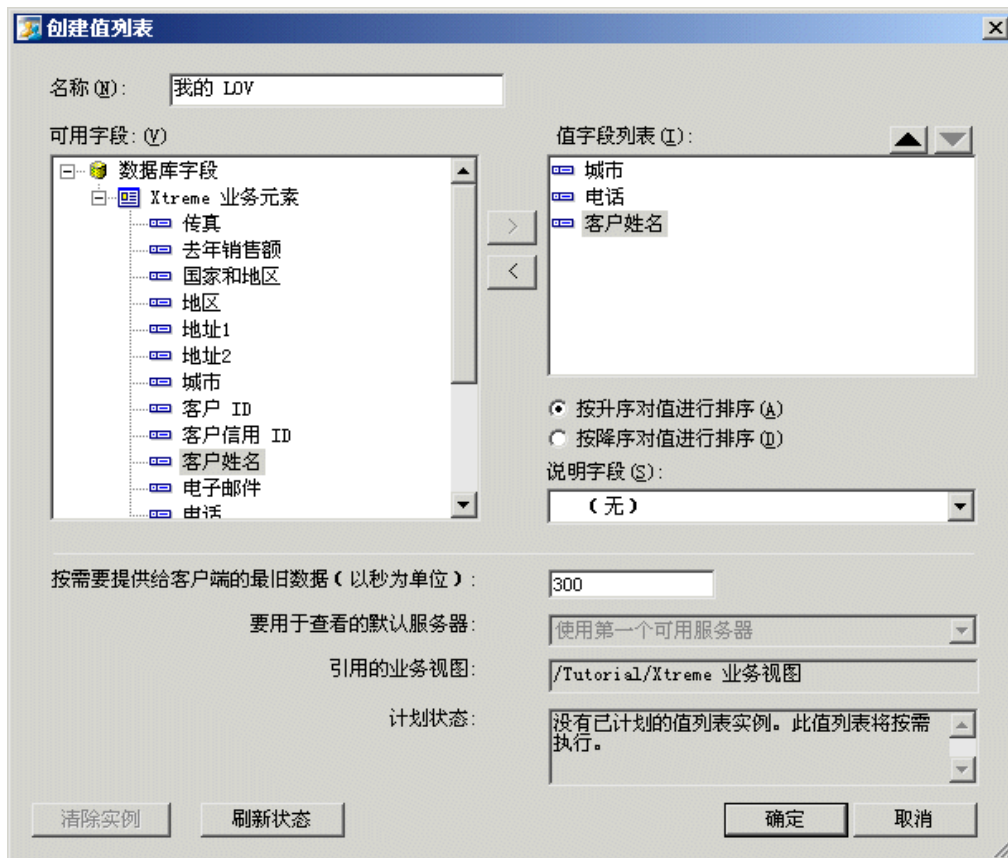 创建值列表
名称(N):
我的 LOV
可用字段:(V)
数据库字段
Xtreme 业务元素
传真
去年销售额
国家和地区
地区
地址1
地址2
城市
客户 ID
客户信用 ID
客户姓名
电子邮件
电话
>
<
值字段列表(I):
城市
电话
客户姓名
按升序对值进行排序(A)
按降序对值进行排序(D)
说明字段(S):
(无)
按需要提供给客户端的最旧数据(以秒为单位):
300
要用于查看的默认服务器:
使用第一个可用服务器
引用的业务视图:
/Tutorial/Xtreme 业务视图
计划状态:
没有已计划的值列表实例。此值列表将按需
执行。
清除实例
刷新状态
确定
取消